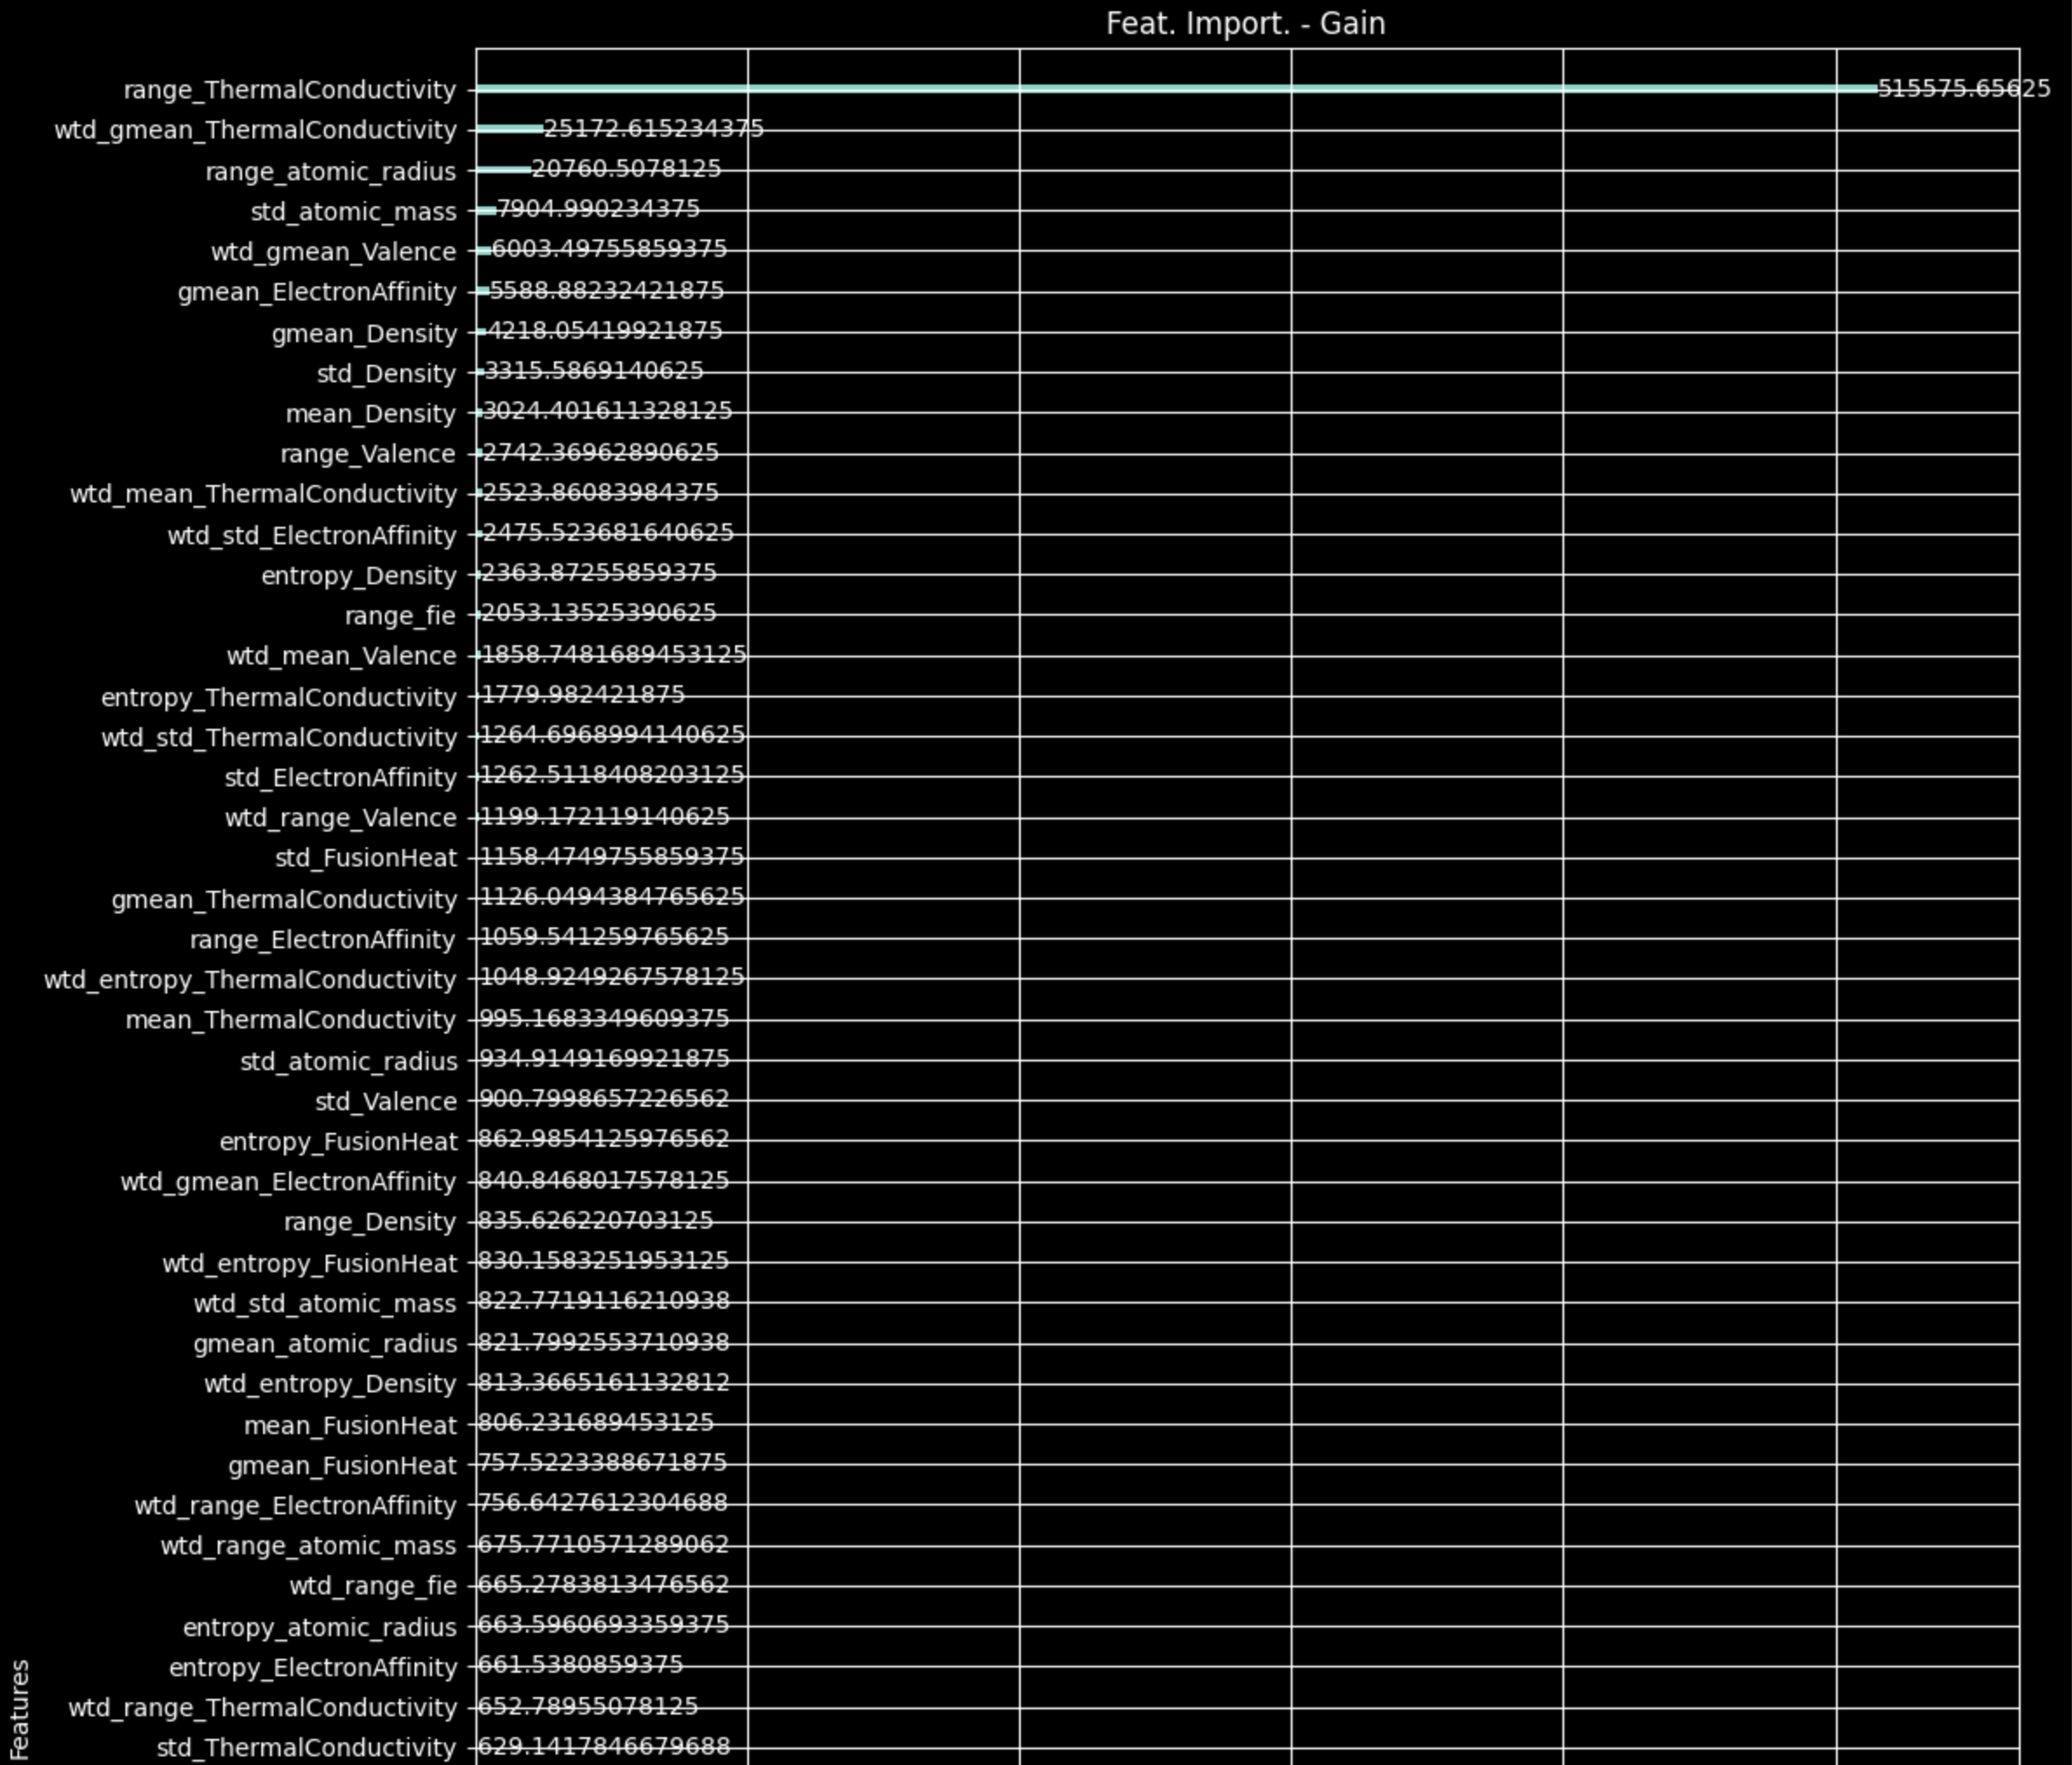 Feat. Import. - Gain
range_ThermalConductivity 515575.65625
wtd_gmean_ThermalConductivity 25172.615234375
range_atomic_radius 20760.5078125
std_atomic_mass 7904.990234375
wtd_gmean_Valence 6003.49755859375
gmean_ElectronAffinity 5588.88232421875
gmean_Density 4218.05419921875
std_Density 3315.5869140625
mean_Density 3024.401611328125
range_Valence 2742.36962890625
wtd_mean_ThermalConductivity 2523.86083984375
wtd_std_ElectronAffinity 2475.523681640625
entropy_Density 2363.87255859375
range_fie 2053.13525390625
wtd_mean_Valence 1858.7481689453125
entropy_ThermalConductivity 1779.982421875
wtd_std_ThermalConductivity 1264.6968994140625
std_ElectronAffinity 1262.5118408203125
wtd_range_Valence 1199.172119140625
std_FusionHeat 1158.4749755859375
gmean_ThermalConductivity 1126.0494384765625
range_ElectronAffinity 1059.541259765625
wtd_entropy_ThermalConductivity 1048.9249267578125
mean_ThermalConductivity 995.1683349609375
std_atomic_radius 934.9149169921875
std_Valence 900.7998657226562
entropy_FusionHeat 862.9854125976562
wtd_gmean_ElectronAffinity 840.8468017578125
range_Density 835.626220703125
wtd_entropy_FusionHeat 830.1583251953125
wtd_std_atomic_mass 822.7719116210938
gmean_atomic_radius 821.7992553710938
wtd_entropy_Density 813.3665161132812
mean_FusionHeat 806.231689453125
gmean_FusionHeat 757.5223388671875
wtd_range_ElectronAffinity 756.6427612304688
wtd_range_atomic_mass 675.7710571289062
wtd_range_fie 665.2783813476562
entropy_atomic_radius 663.5960693359375
entropy_ElectronAffinity 661.5380859375
wtd_range_ThermalConductivity 652.78955078125
std_ThermalConductivity 629.1417846679688
Features